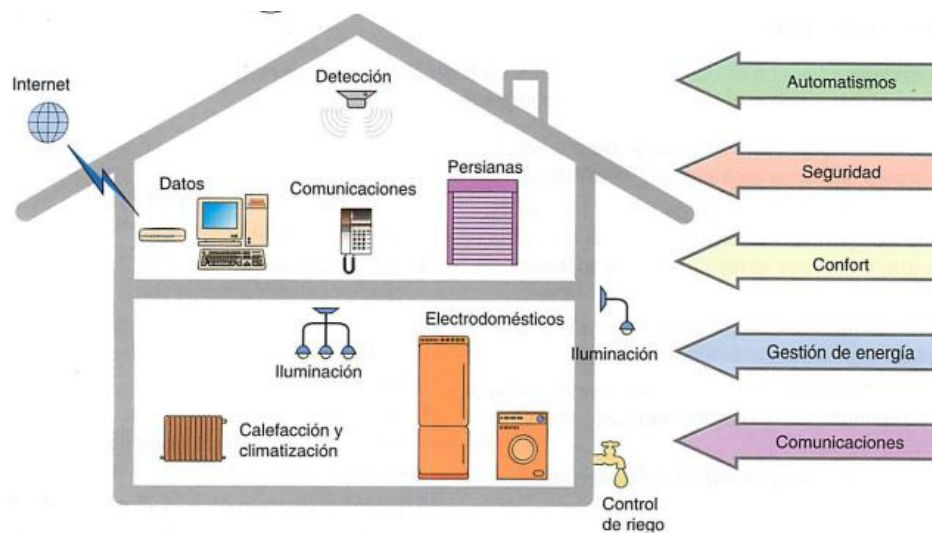 Internet
Detección
Datos
Comunicaciones
Persianas
Iluminación
Electrodomésticos
Iluminación
Calefacción y
climatización
Control
de riego
Automatismos
Seguridad
Confort
Gestión de energía
Comunicaciones